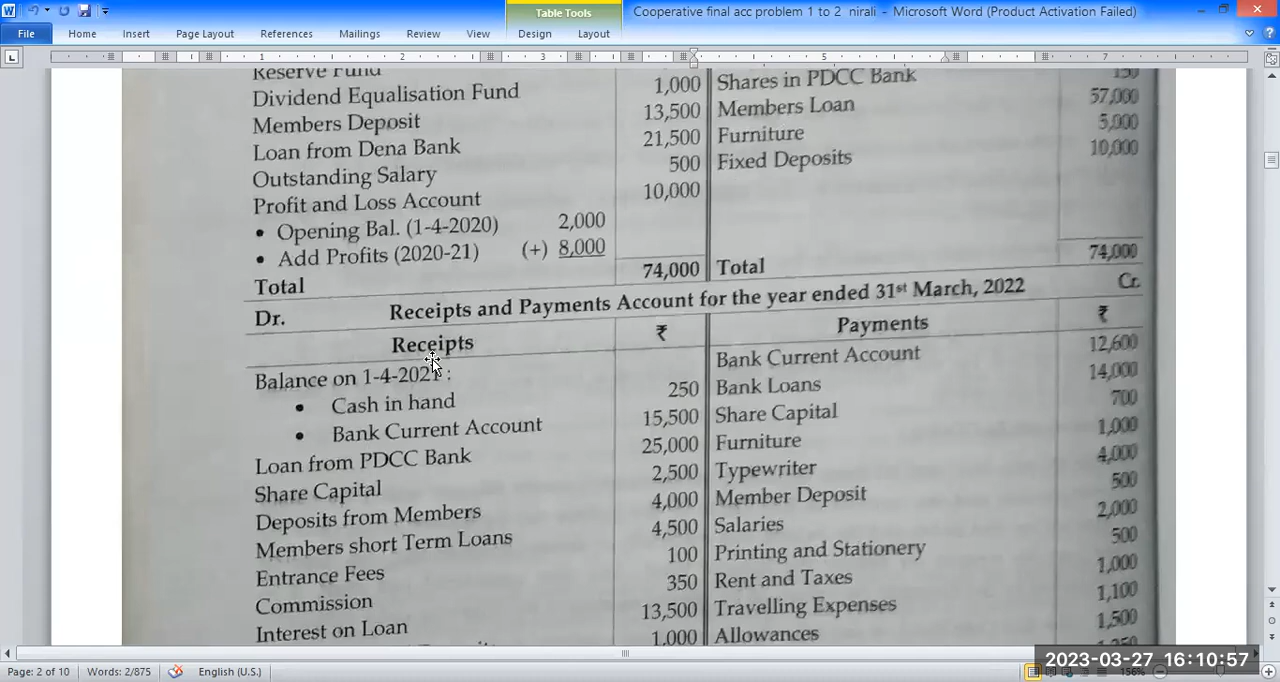 Table Tools
Cooperative final acc problem 1 to 2 nirali - Microsoft Word (Product Activation Failed)
File Home Insert Page Layout References Mailings Review View Design Layout
1 2 3 5 7
Reserve Fund
Dividend Equalisation Fund 1,000 Shares in PDCC Bank 150
Members Deposit 13,500 Members Loan 57,000
Loan from Dena Bank 21,500 Furniture 5,000
Outstanding Salary 500 Fixed Deposits 10,000
Profit and Loss Account 10,000
• Opening Bal. (1-4-2020) 2,000
• Add Profits (2020-21) (+) 8,000
Total 74,000 Total 74,000
Dr. Receipts and Payments Account for the year ended 31st March, 2022 Cr.
Receipts ₹ Payments ₹
Balance on 1-4-2021 : Bank Current Account 12,600
• Cash in hand 250 Bank Loans 14,000
• Bank Current Account 15,500 Share Capital 700
Loan from PDCC Bank 25,000 Furniture 1,000
Share Capital 2,500 Typewriter 4,000
Deposits from Members 4,000 Member Deposit 500
Members short Term Loans 4,500 Salaries 2,000
Entrance Fees 100 Printing and Stationery 500
Commission 350 Rent and Taxes 1,000
Interest on Loan 13,500 Travelling Expenses 1,100
1,000 Allowances 1,500
Page: 2 of 10 Words: 2/875 English (U.S.) 156%
2023-03-27 16:10:57